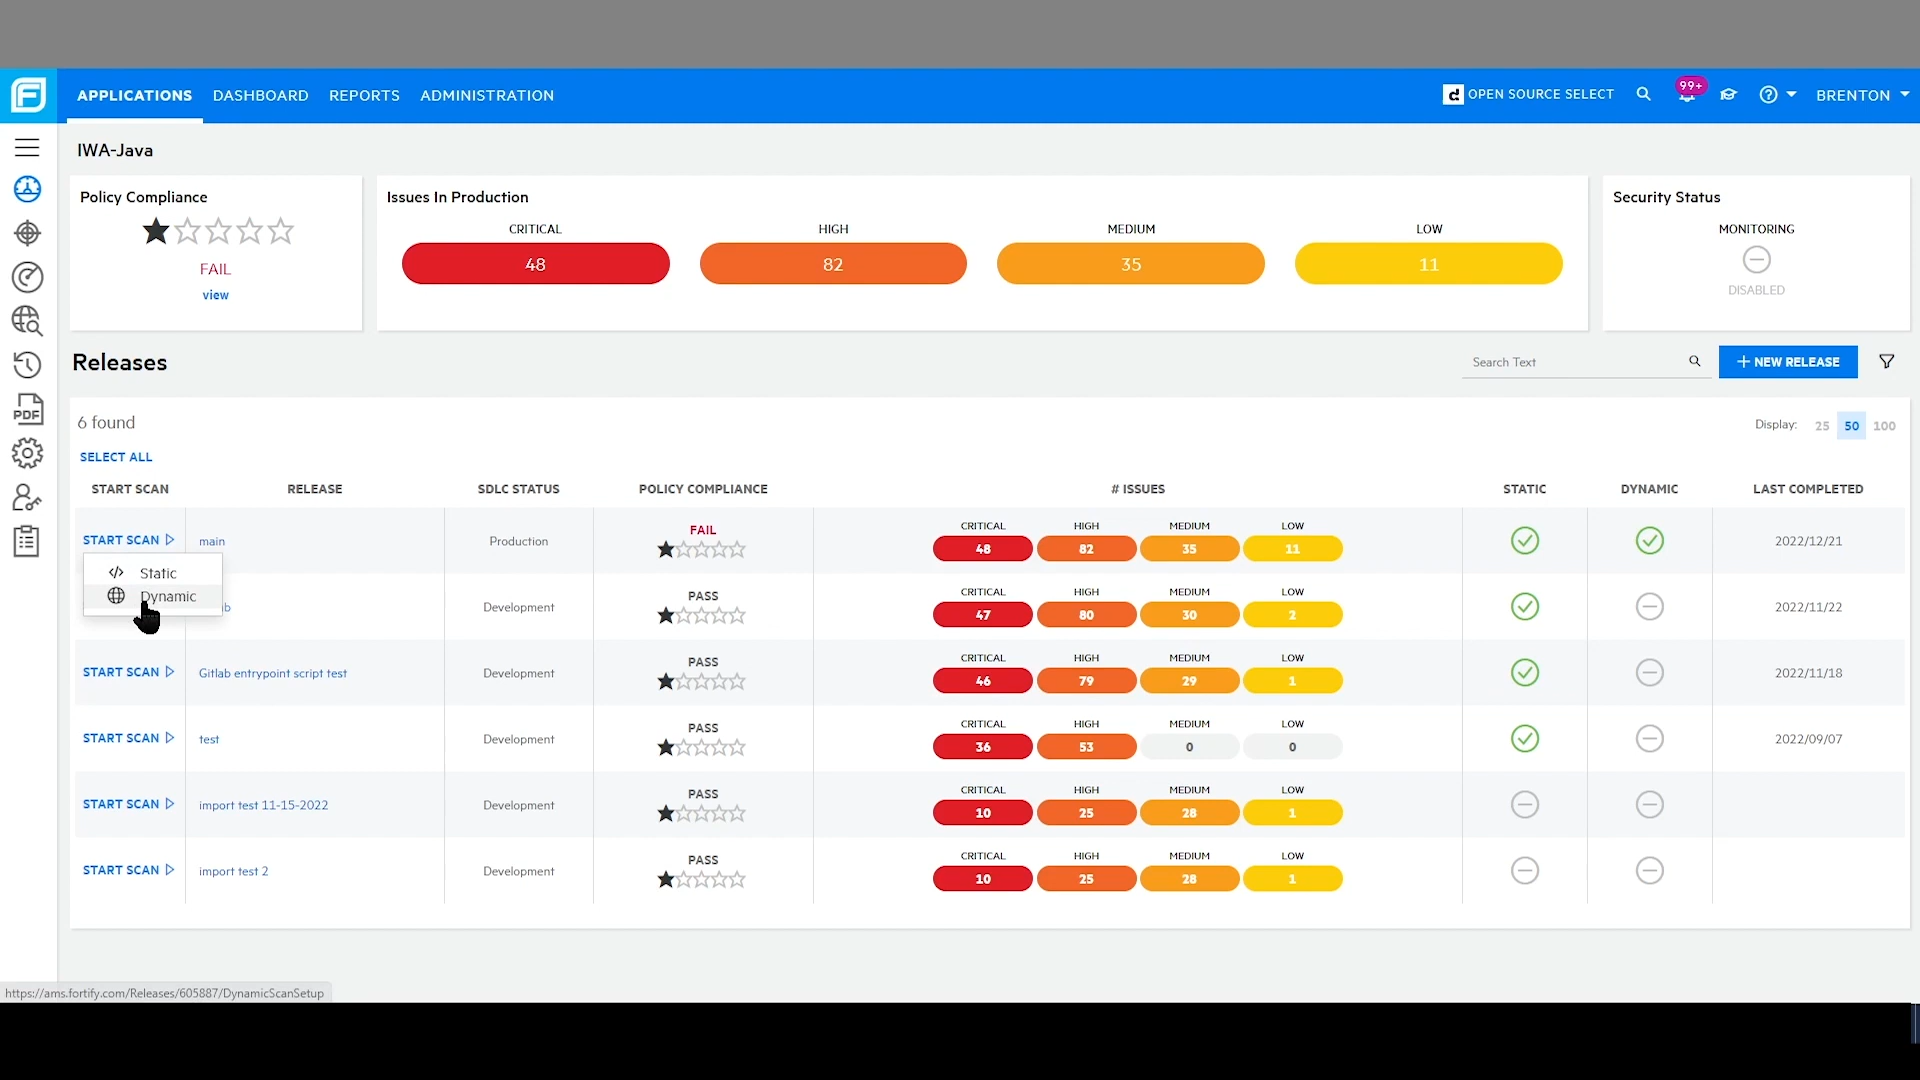 APPLICATIONS DASHBOARD REPORTS ADMINISTRATION
d OPEN SOURCE SELECT 99+ BRENTON
IWA-Java
Policy Compliance
FAIL
view
Issues In Production
CRITICAL HIGH MEDIUM LOW
48 82 35 11
Security Status
MONITORING
DISABLED
Releases
Search Text
+ NEW RELEASE
6 found
Display: 25 50 100
SELECT ALL
START SCAN RELEASE SDLC STATUS POLICY COMPLIANCE # ISSUES STATIC DYNAMIC LAST COMPLETED
START SCAN main Production FAIL CRITICAL HIGH MEDIUM LOW 2022/12/21
48 82 35 11
Static
Dynamic
b Development PASS CRITICAL HIGH MEDIUM LOW 2022/11/22
47 80 30 2
START SCAN Gitlab entrypoint script test Development PASS CRITICAL HIGH MEDIUM LOW 2022/11/18
46 79 29 1
START SCAN test Development PASS CRITICAL HIGH MEDIUM LOW 2022/09/07
36 53 0 0
START SCAN import test 11-15-2022 Development PASS CRITICAL HIGH MEDIUM LOW
10 25 28 1
START SCAN import test 2 Development PASS CRITICAL HIGH MEDIUM LOW
10 25 28 1
PDF
https://ams.fortify.com/Releases/605887/DynamicScanSetup